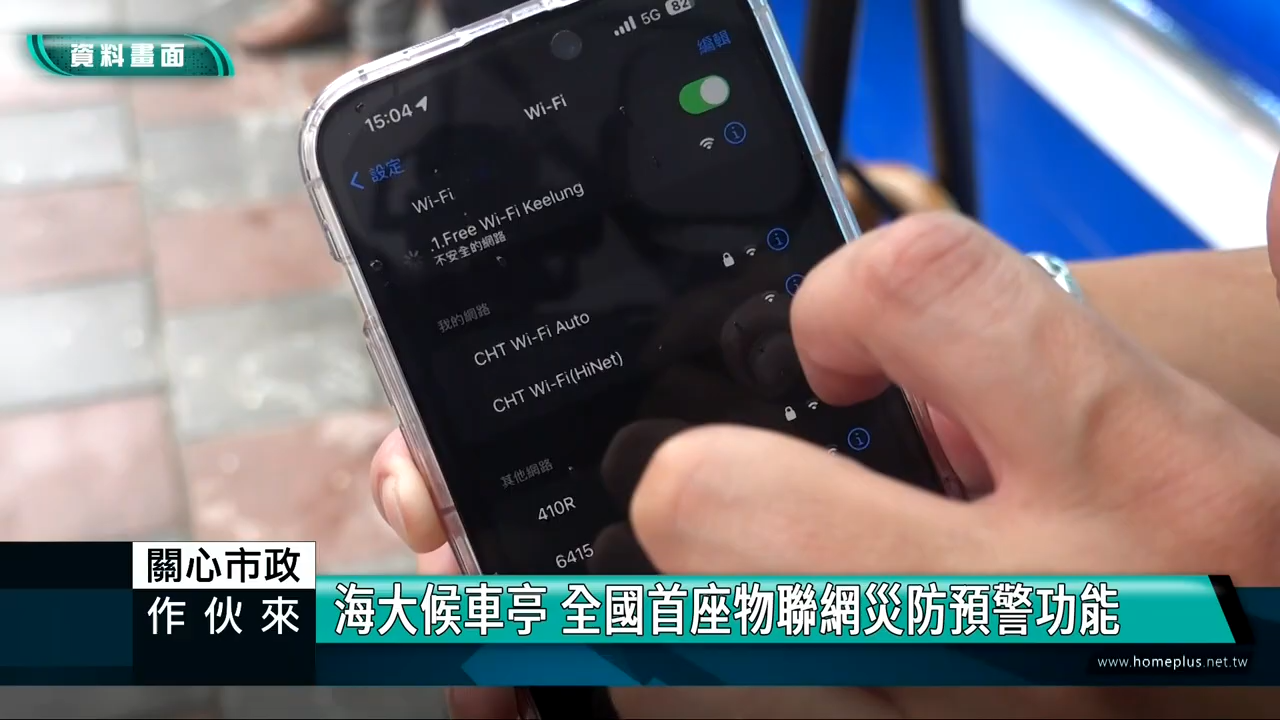 資料畫面
5G 82
15:04
編輯
Wi-Fi
設定
Wi-Fi
.1.Free Wi-Fi Keelung
不安全的網路
我的網路
CHT Wi-Fi Auto
CHT Wi-Fi(HiNet)
其他網路
410R
6415
關心市政
作伙來
海大候車亭 全國首座物聯網災防預警功能
www.homeplus.net.tw